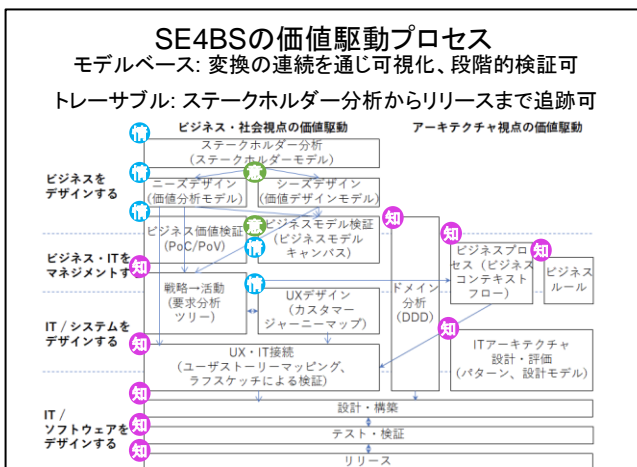 SE4BSの価値駆動プロセス
モデルベース: 変換の連続を通じ可視化、段階的検証可
トレーサブル: ステークホルダー分析からリリースまで追跡可
ビジネス・社会視点の価値駆動
アーキテクチャ視点の価値駆動
情
ステークホルダー分析
(ステークホルダーモデル)
ビジネスを
デザインする
情
意
ニーズデザイン
(価値分析モデル)
シーズデザイン
(価値デザインモデル)
情
ビジネス価値検証
(PoC/PoV)
意
情
ビジネスモデル検証
(ビジネスモデル
キャンバス)
ビジネス・ITを
マネジメントす
知
戦略→活動
(要求分析
ツリー)
情
UXデザイン
(カスタマー
ジャーニーマップ)
知
ドメイン
分析
(DDD)
知
ビジネスプロ
セス(ビジネス
コンテキスト
フロー)
知
ビジネス
ルール
IT / システムを
デザインする
知
UX・IT接続
(ユーザストーリーマッピング、
ラフスケッチによる検証)
知
ITアーキテクチャ
設計・評価
(パターン、設計モデル)
IT /
ソフトウェアを
デザインする
知
設計・構築
知
テスト・検証
知
リリース